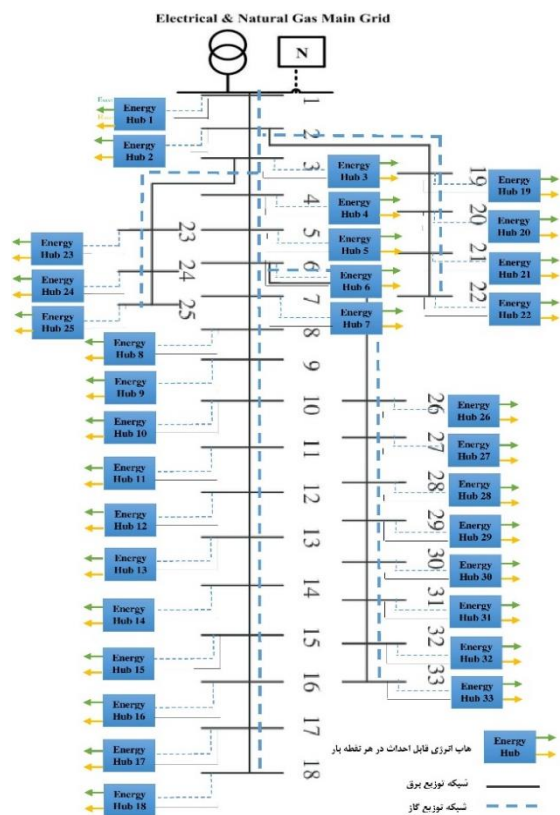 Electrical & Natural Gas Main Grid
N
1
Energy
Hub 1
2
Energy
Hub 2
3
Energy
Hub 3
4
Energy
Hub 4
5
Energy
Hub 5
6
Energy
Hub 6
7
Energy
Hub 7
19
Energy
Hub 19
20
Energy
Hub 20
21
Energy
Hub 21
22
Energy
Hub 22
23
Energy
Hub 23
24
Energy
Hub 24
25
Energy
Hub 25
8
Energy
Hub 8
9
Energy
Hub 9
10
Energy
Hub 10
11
Energy
Hub 11
12
Energy
Hub 12
13
Energy
Hub 13
14
Energy
Hub 14
15
Energy
Hub 15
16
Energy
Hub 16
17
Energy
Hub 17
18
Energy
Hub 18
26
Energy
Hub 26
27
Energy
Hub 27
28
Energy
Hub 28
29
Energy
Hub 29
30
Energy
Hub 30
31
Energy
Hub 31
32
Energy
Hub 32
33
Energy
Hub 33
هاب انرژی قابل احداث در هر نقطه بار
Energy
Hub
شبکه توزیع برق
شبکه توزیع گاز